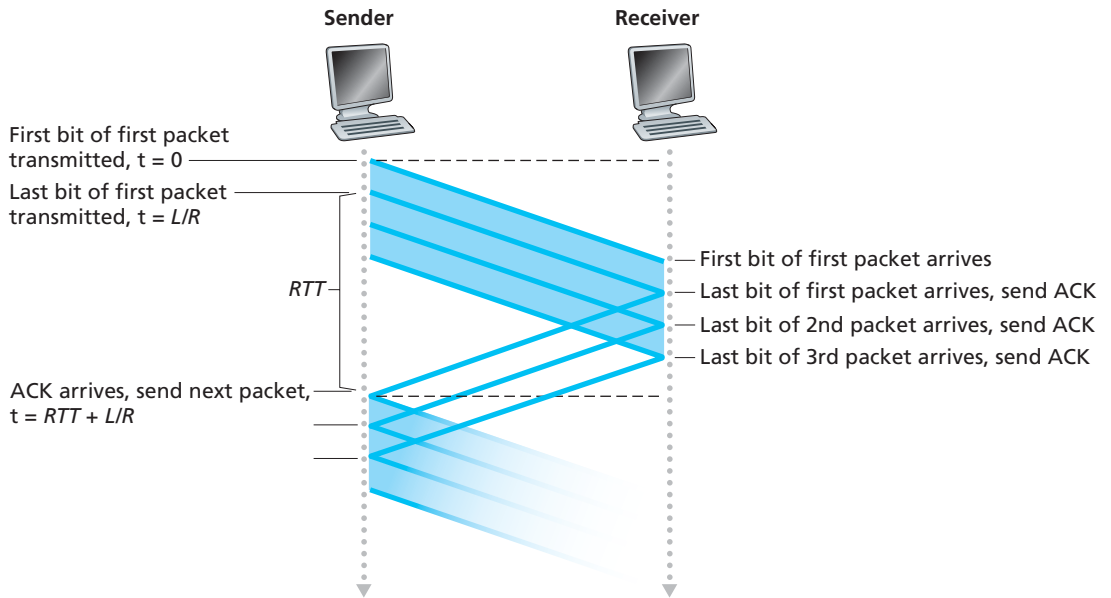 Sender
Receiver
First bit of first packet
transmitted, t = 0
Last bit of first packet
transmitted, t = L/R
RTT
First bit of first packet arrives
Last bit of first packet arrives, send ACK
Last bit of 2nd packet arrives, send ACK
Last bit of 3rd packet arrives, send ACK
ACK arrives, send next packet,
t = RTT + L/R